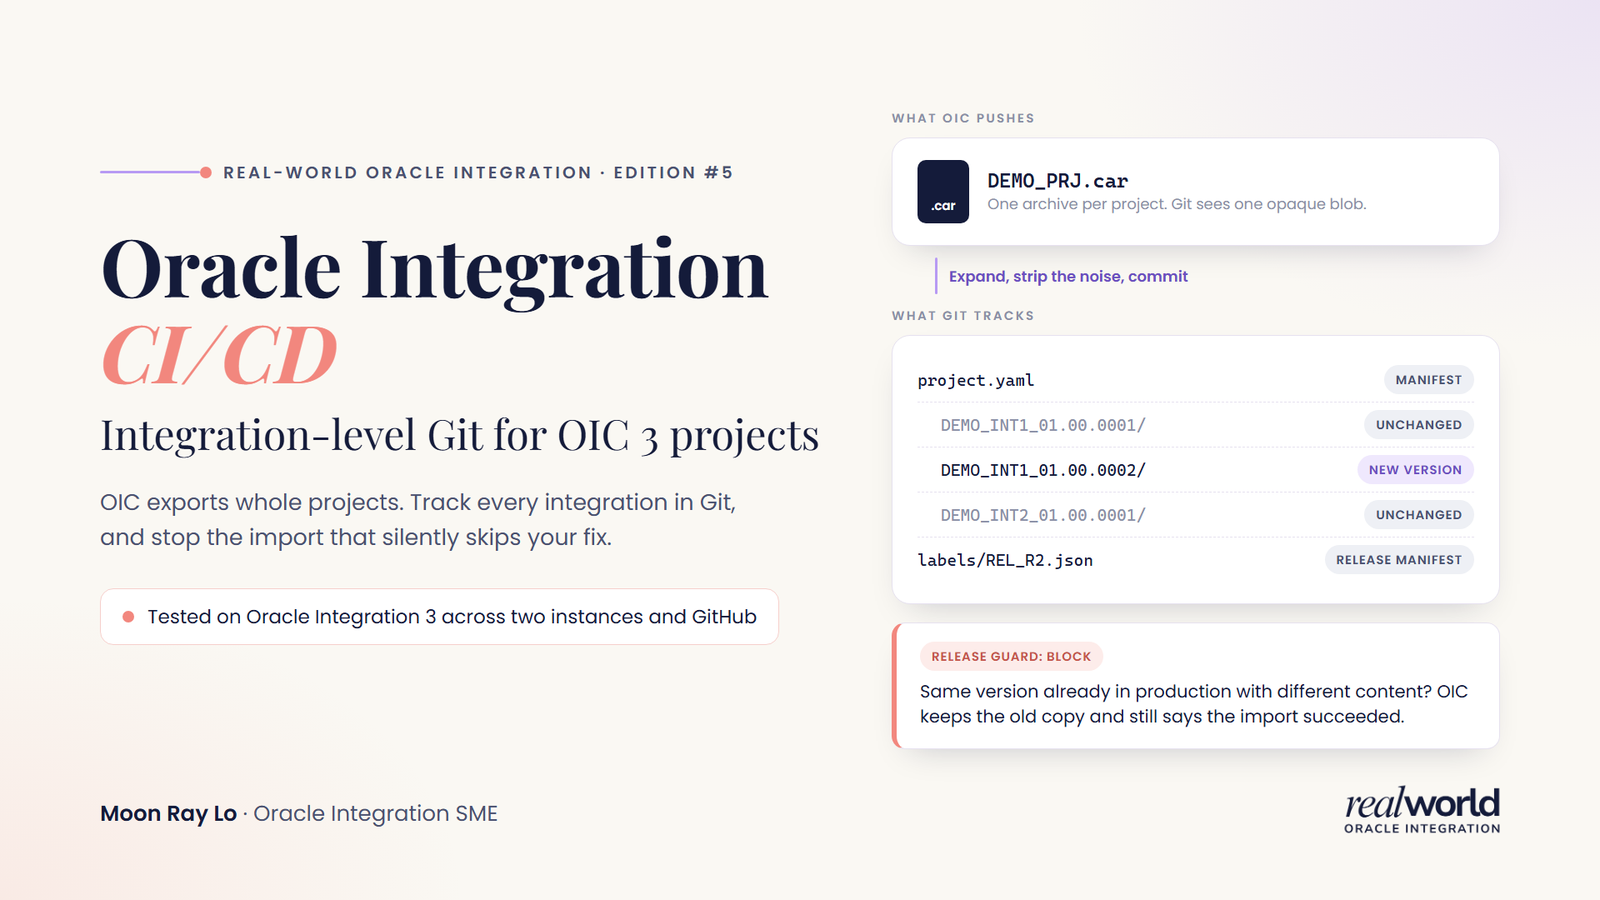 REAL-WORLD ORACLE INTEGRATION · EDITION #5
Oracle Integration
CI/CD
Integration-level Git for OIC 3 projects
OIC exports whole projects. Track every integration in Git,
and stop the import that silently skips your fix.
Tested on Oracle Integration 3 across two instances and GitHub
Moon Ray Lo · Oracle Integration SME
WHAT OIC PUSHES
.car
DEMO_PRJ.car
One archive per project. Git sees one opaque blob.
Expand, strip the noise, commit
WHAT GIT TRACKS
project.yaml MANIFEST
DEMO_INT1_01.00.0001/ UNCHANGED
DEMO_INT1_01.00.0002/ NEW VERSION
DEMO_INT2_01.00.0001/ UNCHANGED
labels/REL_R2.json RELEASE MANIFEST
RELEASE GUARD: BLOCK
Same version already in production with different content? OIC
keeps the old copy and still says the import succeeded.
realworld
ORACLE INTEGRATION